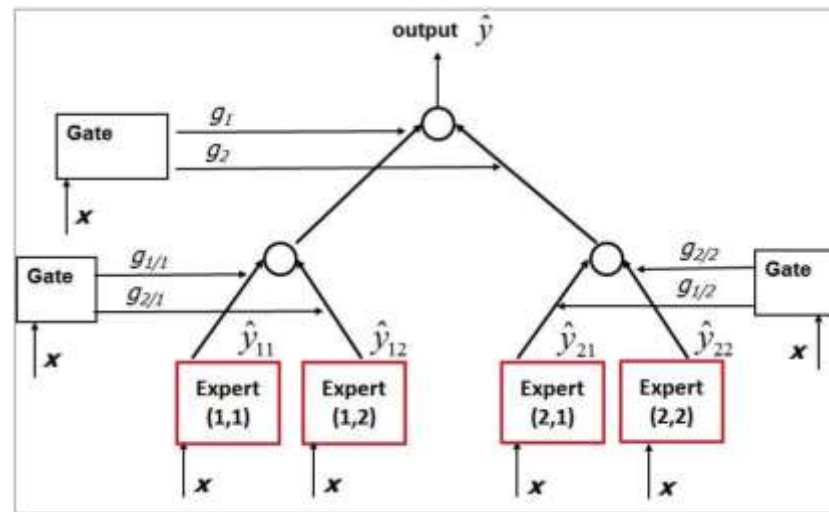 output ŷ
Gate
g1
g2
x
Gate
g1/1
g2/1
x
g2/2
g1/2
Gate
x
ŷ11
ŷ12
ŷ21
ŷ22
Expert
(1,1)
Expert
(1,2)
Expert
(2,1)
Expert
(2,2)
x
x
x
x